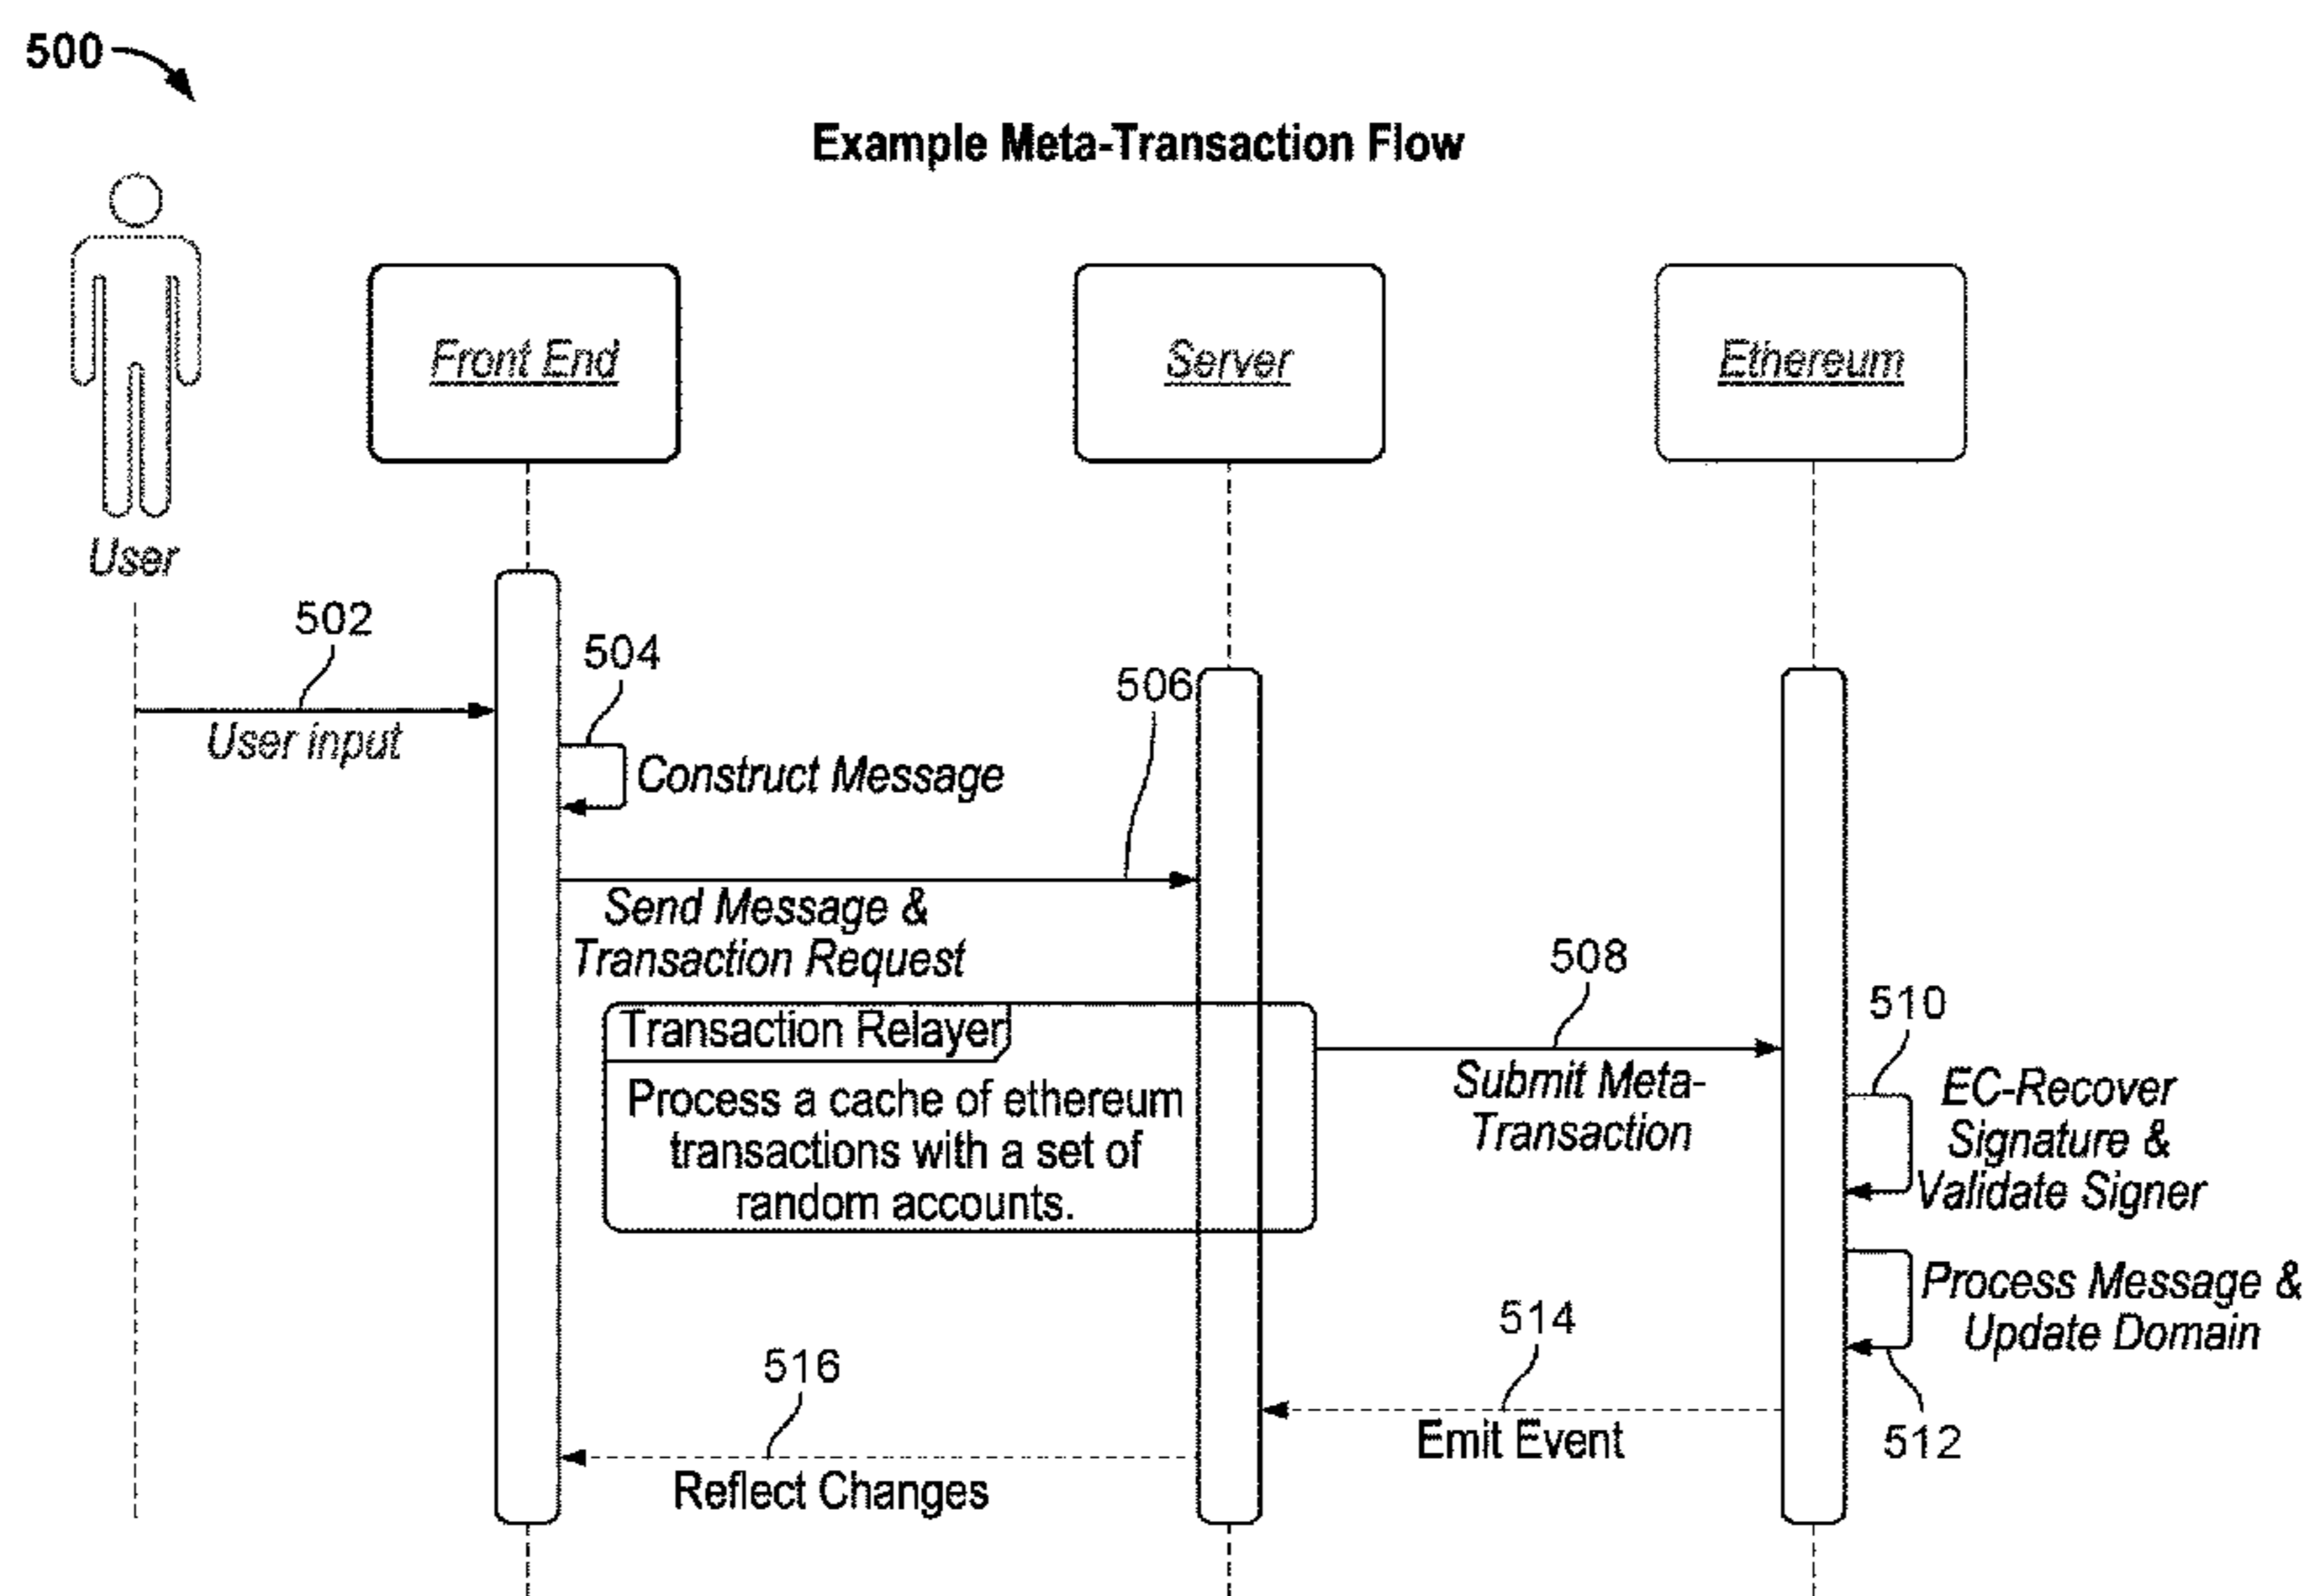 500
Example Meta-Transaction Flow
Front End
Server
Ethereum
User
502
User input
504
Construct Message
506
Send Message &
Transaction Request
Transaction Relayer
Process a cache of ethereum
transactions with a set of
random accounts.
508
Submit Meta-
Transaction
510
EC-Recover
Signature &
Validate Signer
Process Message &
Update Domain
512
514
Emit Event
516
Reflect Changes